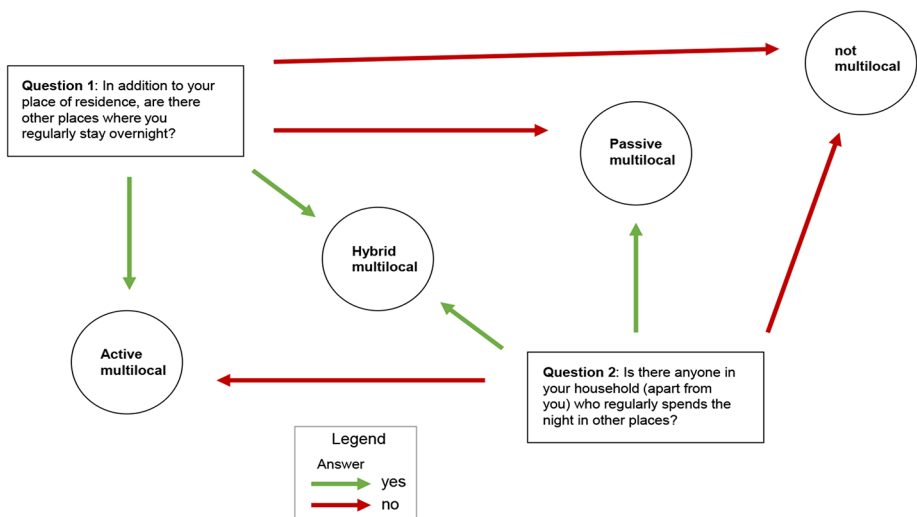 not
multilocal
Question 1: In addition to your
place of residence, are there
other places where you
regularly stay overnight?
Passive
multilocal
Hybrid
multilocal
Active
multilocal
Question 2: Is there anyone in
your household (apart from
you) who regularly spends the
night in other places?
Legend
Answer
yes
no